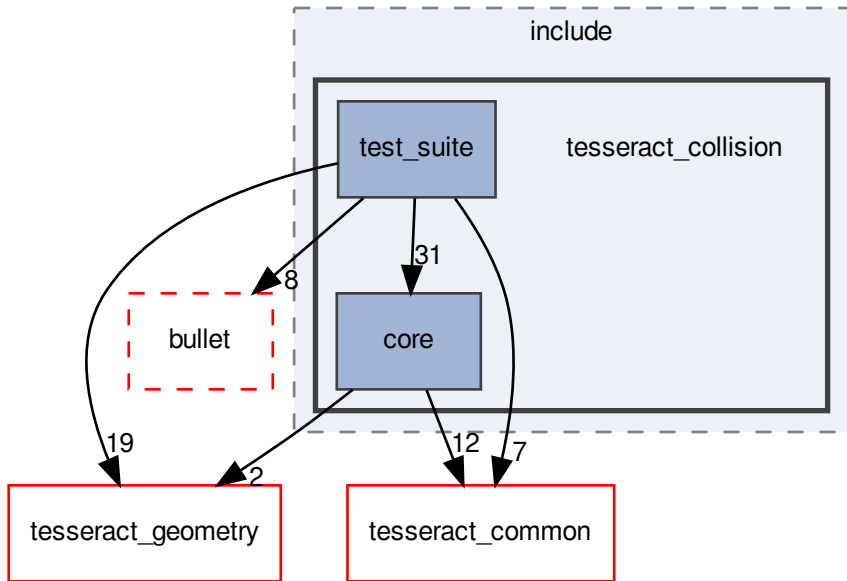 include
test_suite
tesseract_collision
31
8
bullet
core
19
2
12
7
tesseract_geometry
tesseract_common